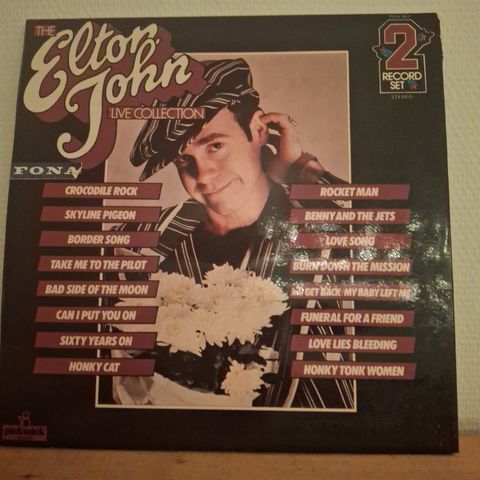 THE
Elton John
LIVE COLLECTION
PDA 047
2
RECORD
SET
STEREO
FONA
CROCODILE ROCK
SKYLINE PIGEON
BORDER SONG
TAKE ME TO THE PILOT
BAD SIDE OF THE MOON
CAN I PUT YOU ON
SIXTY YEARS ON
HONKY CAT
ROCKET MAN
BENNY AND THE JETS
LOVE SONG
BURN DOWN THE MISSION
GET BACK MY BABY LEFT ME
FUNERAL FOR A FRIEND
LOVE LIES BLEEDING
HONKY TONK WOMEN
pickwick